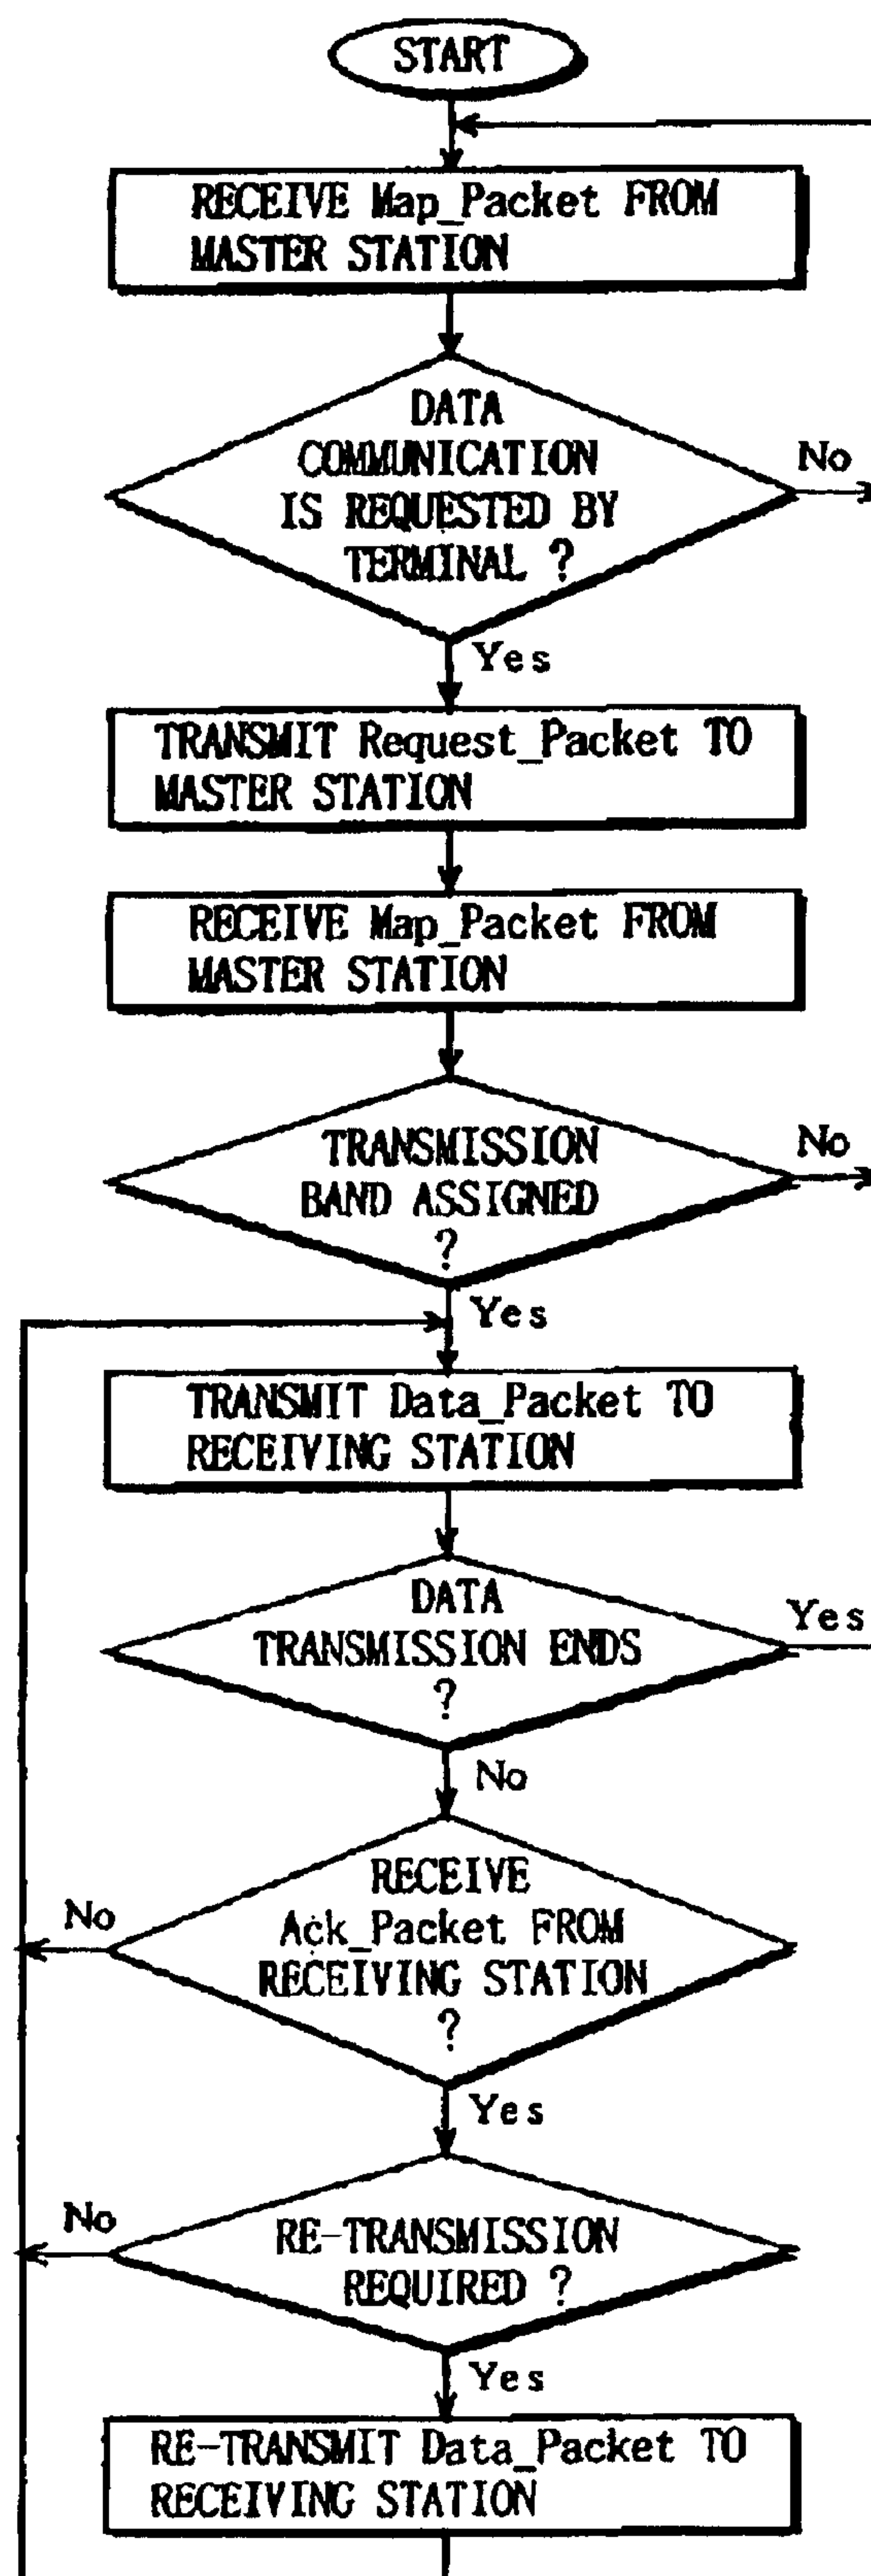 START
RECEIVE Map_Packet FROM
MASTER STATION
DATA
COMMUNICATION
IS REQUESTED BY
TERMINAL ?
No
Yes
TRANSMIT Request_Packet TO
MASTER STATION
RECEIVE Map_Packet FROM
MASTER STATION
TRANSMISSION
BAND ASSIGNED
?
No
Yes
TRANSMIT Data_Packet TO
RECEIVING STATION
DATA
TRANSMISSION ENDS
?
Yes
No
RECEIVE
Ack_Packet FROM
RECEIVING STATION
?
No
Yes
RE-TRANSMISSION
REQUIRED ?
No
Yes
RE-TRANSMIT Data_Packet TO
RECEIVING STATION